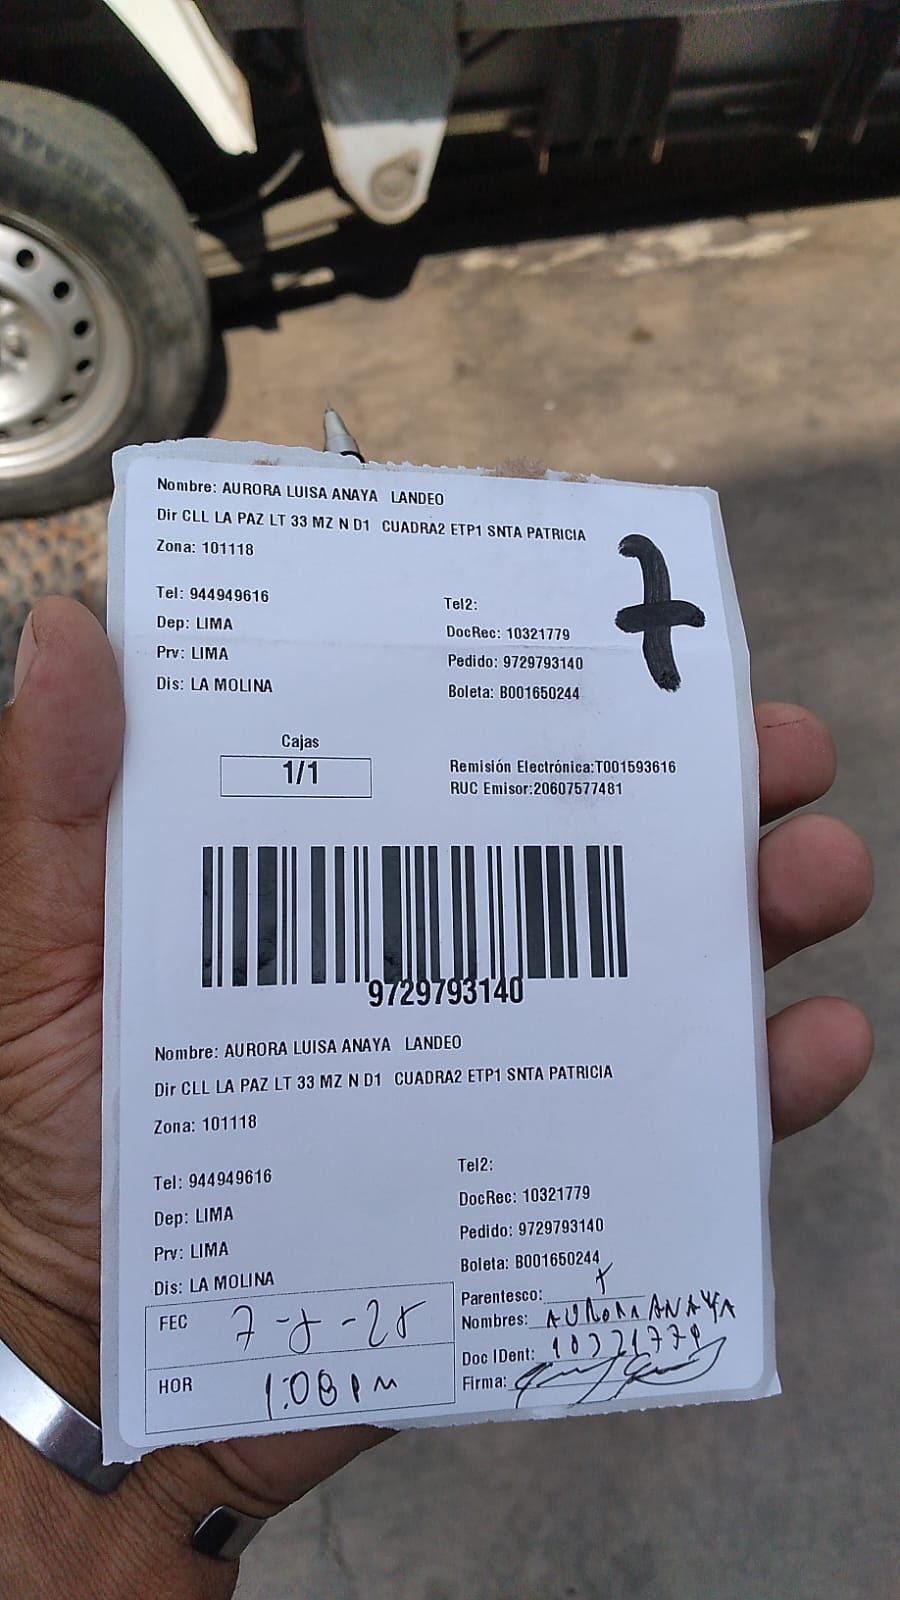 Nombre: AURORA LUISA ANAYA LANDEO
Dir CLL LA PAZ LT 33 MZ N D1 CUADRA2 ETP1 SNTA PATRICIA
Zona: 101118
7
Tel: 944949616
Tel2:
Dep: LIMA
DocRec: 10321779
Prv: LIMA
Pedido: 9729793140
Dis: LA MOLINA
Boleta: B001650244
Cajas
1/1
Remisión Electrónica:T001593616
RUC Emisor:20607577481
9729793140
Nombre: AURORA LUISA ANAYA LANDEO
Dir CLL LA PAZ LT 33 MZ N D1 CUADRA2 ETP1 SNTA PATRICIA
Zona: 101118
Tel: 944949616
Tel2:
Dep: LIMA
DocRec: 10321779
Prv: LIMA
Pedido: 9729793140
Dis: LA MOLINA
Boleta: B001650244
Parentesco:
FEC
Nombres: AURORA ANAYA
Doc IDent: 10321779
HOR 1:08 PM
Firma: